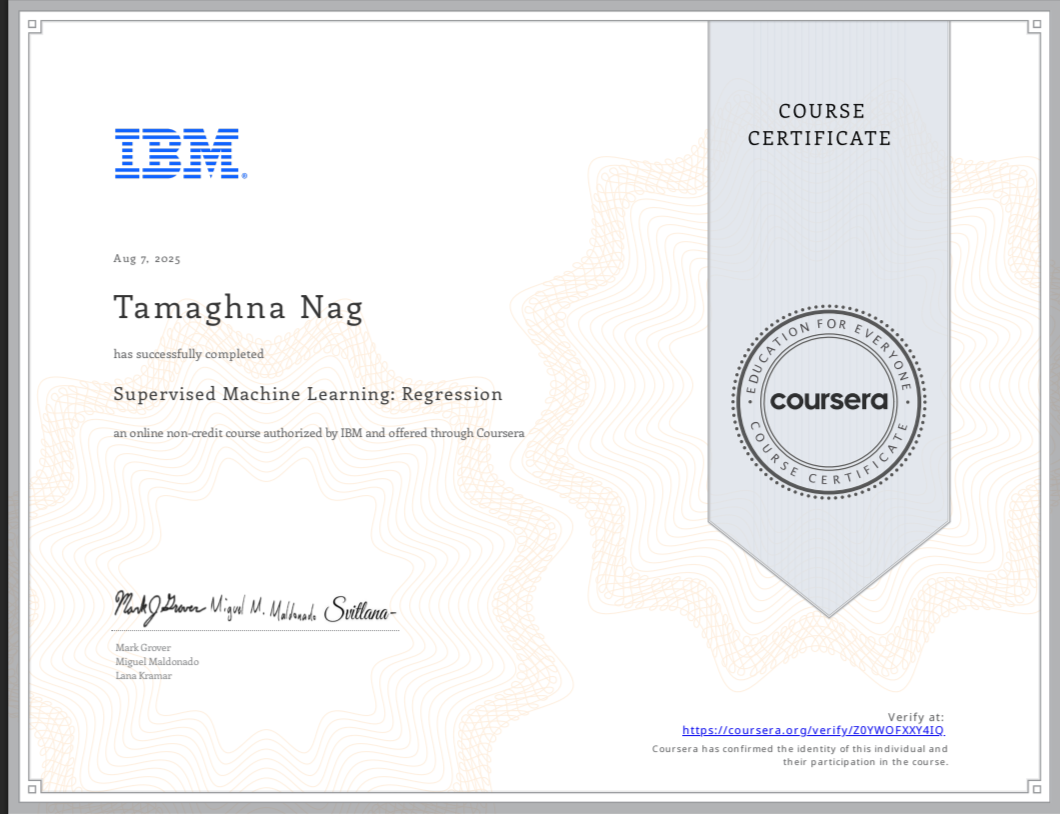 COURSE
CERTIFICATE
IBM®
Aug 7, 2025
Tamaghna Nag
has successfully completed
Supervised Machine Learning: Regression
an online non-credit course authorized by IBM and offered through Coursera
EDUCATION FOR EVERYONE
coursera
COURSE CERTIFICATE
Mark J Grover Miguel M. Maldonado Svitlana
Mark Grover
Miguel Maldonado
Lana Kramar
Verify at:
https://coursera.org/verify/Z0YWOFXXY4IQ
Coursera has confirmed the identity of this individual and
their participation in the course.